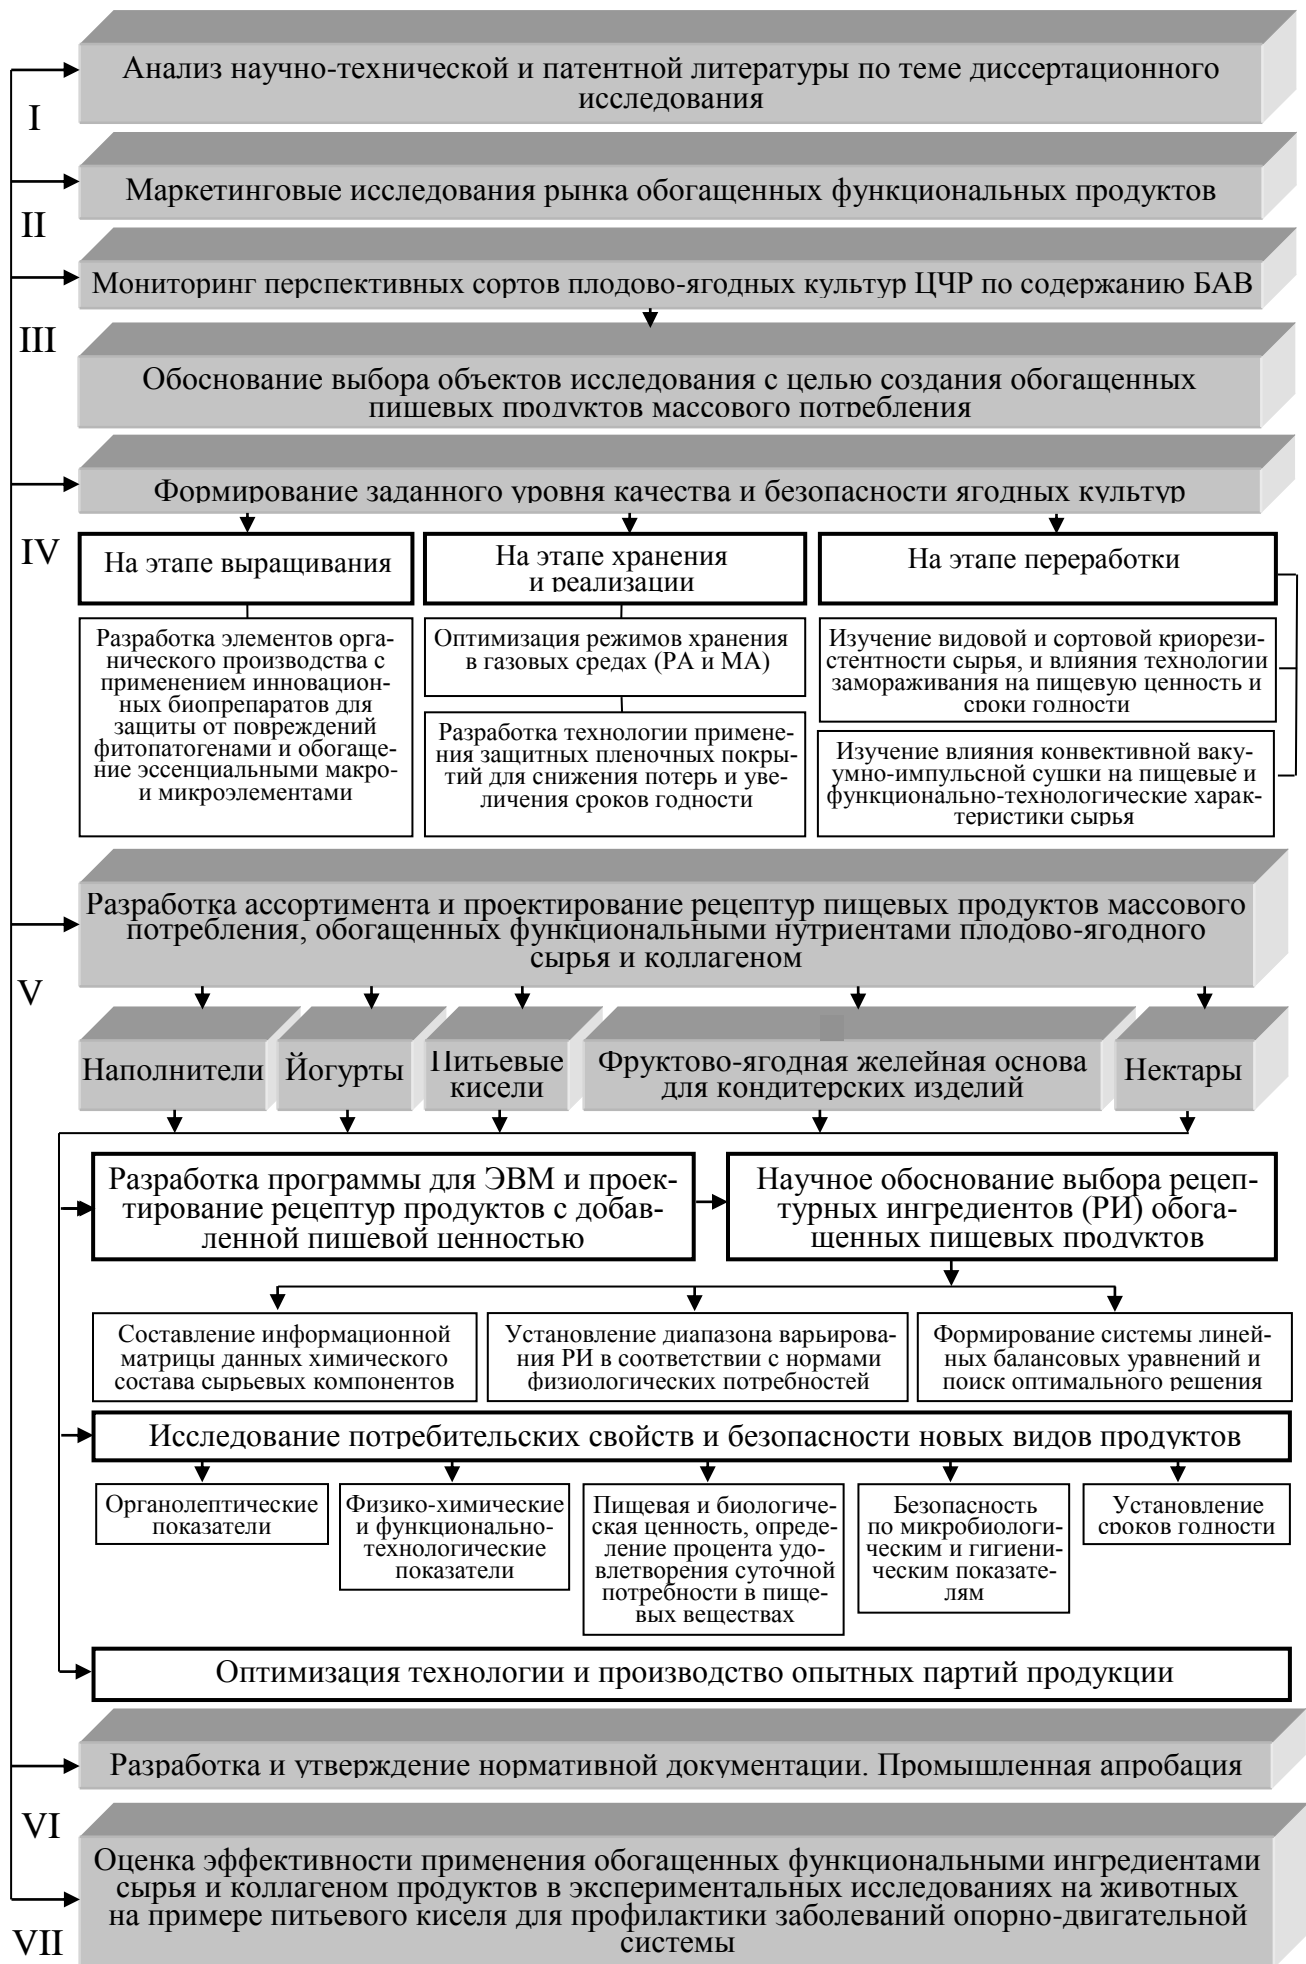 Анализ научно-технической и патентной литературы по теме диссертационного
исследования
I
Маркетинговые исследования рынка обогащенных функциональных продуктов
II
Мониторинг перспективных сортов плодово-ягодных культур ЦЧР по содержанию БАВ
III
Обоснование выбора объектов исследования с целью создания обогащенных
пищевых продуктов массового потребления
Формирование заданного уровня качества и безопасности ягодных культур
IV
На этапе выращивания
На этапе хранения
и реализации
На этапе переработки
Разработка элементов орга-
нического производства с
применением инновацион-
ных биопрепаратов для
защиты от повреждений
фитопатогенами и обогаще-
ние эссенциальными макро-
и микроэлементами
Оптимизация режимов хранения
в газовых средах (РА и МА)
Разработка технологии примене-
ния защитных пленочных покры-
тий для снижения потерь и уве-
личения сроков годности
Изучение видовой и сортовой криорези-
стентности сырья, и влияния технологии
замораживания на пищевую ценность и
сроки годности
Изучение влияния конвективной ваку-
умно-импульсной сушки на пищевые и
функционально-технологические харак-
теристики сырья
Разработка ассортимента и проектирование рецептур пищевых продуктов массового
потребления, обогащенных функциональными нутриентами плодово-ягодного
сырья и коллагеном
V
Наполнители
Йогурты
Питьевые
кисели
Фруктово-ягодная желейная основа
для кондитерских изделий
Нектары
Разработка программы для ЭВМ и проек-
тирование рецептур продуктов с добав-
ленной пищевой ценностью
Научное обоснование выбора рецеп-
турных ингредиентов (РИ) обога-
щенных пищевых продуктов
Составление информационной
матрицы данных химического
состава сырьевых компонентов
Установление диапазона варьирова-
ния РИ в соответствии с нормами
физиологических потребностей
Формирование системы линей-
ных балансовых уравнений и
поиск оптимального решения
Исследование потребительских свойств и безопасности новых видов продуктов
Органолептические
показатели
Физико-химические
и функционально-
технологические
показатели
Пищевая и биологиче-
ская ценность, опреде-
ление процента удо-
влетворения суточной
потребности в пище-
вых веществах
Безопасность
по микробиологи-
ческим и гигиени-
ческим показате-
лям
Установление
сроков годности
Оптимизация технологии и производство опытных партий продукции
Разработка и утверждение нормативной документации. Промышленная апробация
VI
Оценка эффективности применения обогащенных функциональными ингредиентами
сырья и коллагеном продуктов в экспериментальных исследованиях на животных
на примере питьевого киселя для профилактики заболеваний опорно-двигательной
системы
VII